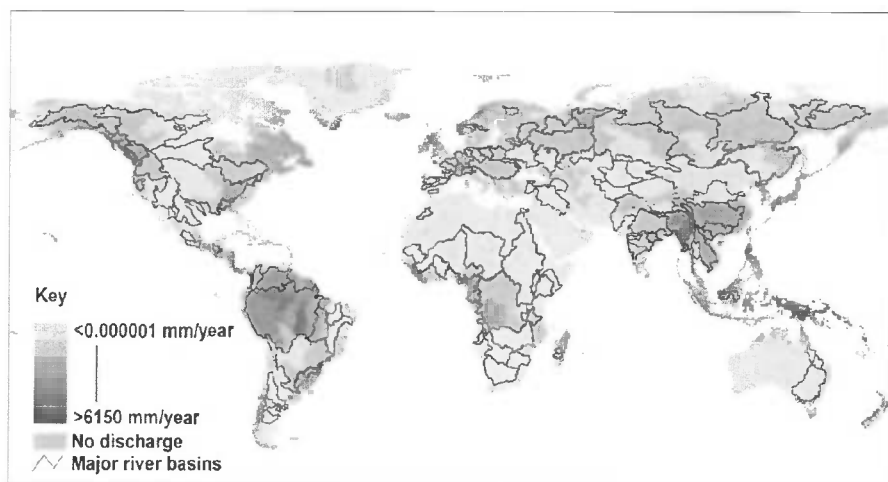 Key
<0.000001 mm/year
>6150 mm/year
No discharge
Major river basins